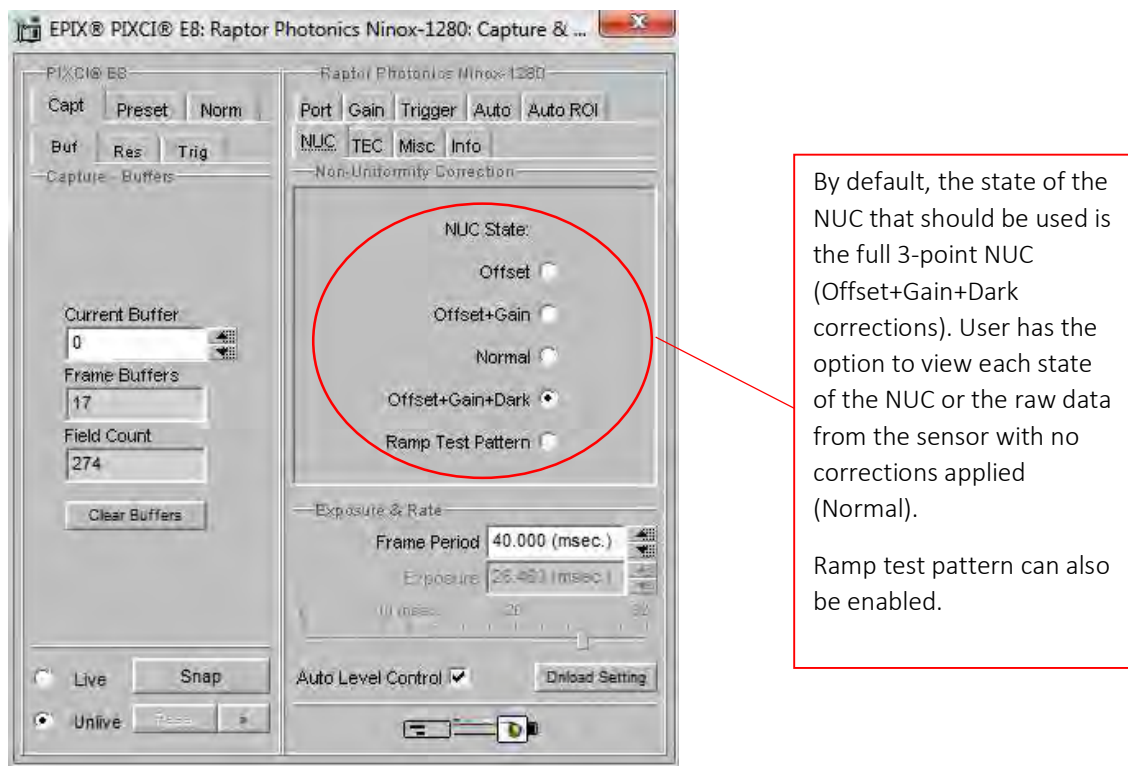 EPIX® PIXCI® E8: Raptor Photonics Ninox-1280: Capture & ...
PIXCI® E8
Capt Preset Norm
Buf Res Trig
Capture - Buffers
Current Buffer
0
Frame Buffers
17
Field Count
274
Clear Buffers
Live Snap
Unlive
Raptor Photonics Ninox-1280
Port Gain Trigger Auto Auto ROI
NUC TEC Misc Info
Non-Uniformity Correction
NUC State:
Offset
Offset+Gain
Normal
Offset+Gain+Dark
Ramp Test Pattern
Exposure & Rate
Frame Period 40.000 (msec.)
Exposure (msec.)
10 msec. 20
Auto Level Control Dnload Setting
By default, the state of the
NUC that should be used is
the full 3-point NUC
(Offset+Gain+Dark
corrections). User has the
option to view each state
of the NUC or the raw data
from the sensor with no
corrections applied
(Normal).
Ramp test pattern can also
be enabled.